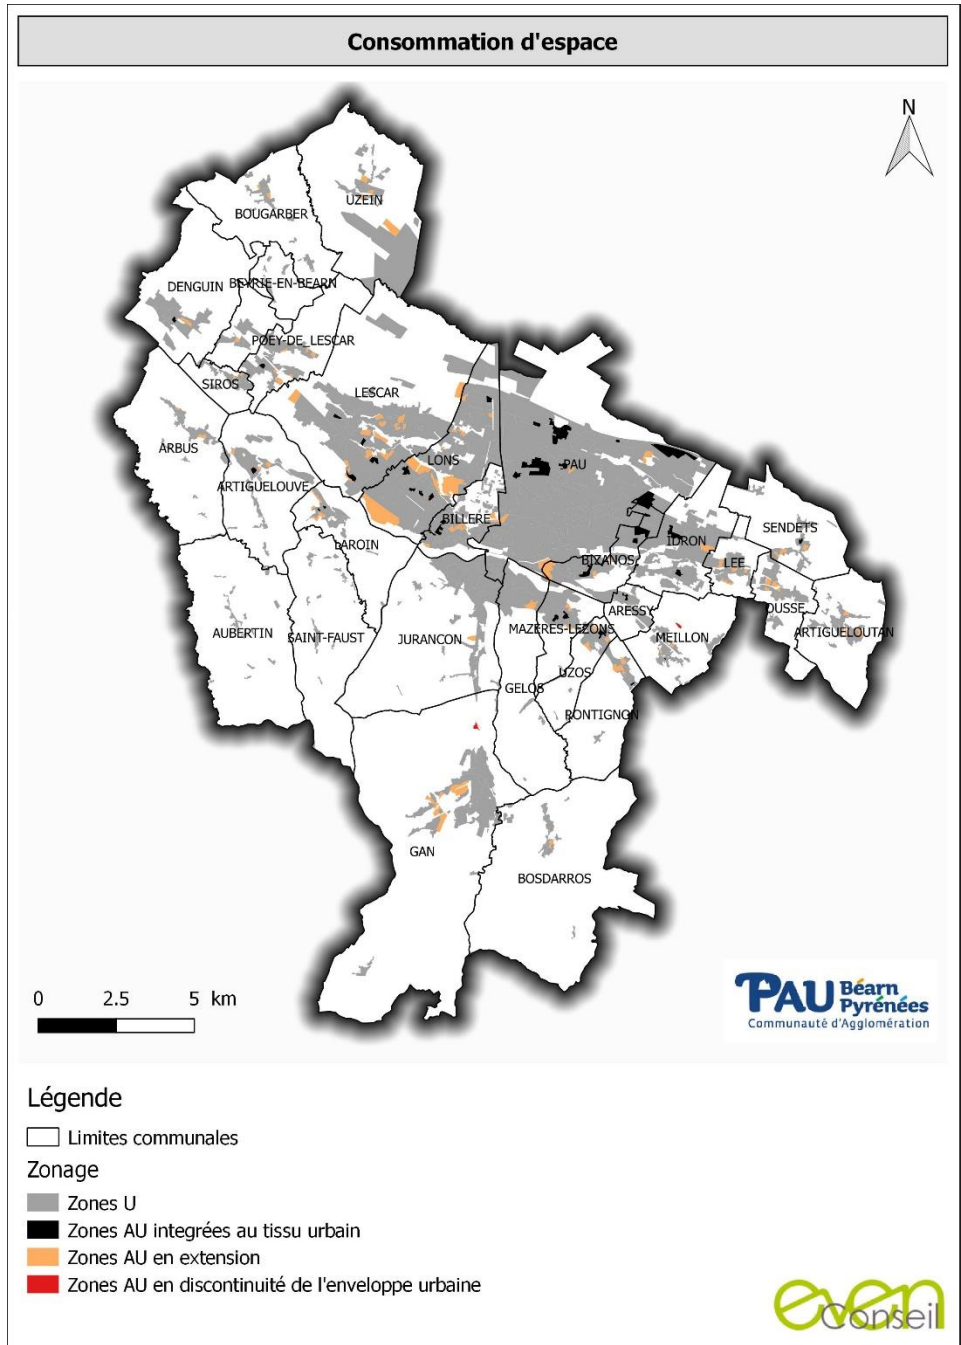 Consommation d'espace
N
UZEIN
BOUGARBER
BEYRIE-EN-BEARN
DENGUIN
POEY-DE_LESCAR
SIROS
LESCAR
ARBUS
LONS
PAU
ARTIGUELOUVE
BILLERE
SENDETS
IDRON
LAROIN
BIZANOS
LEE
OUSSE
ARESSY
AUBERTIN
SAINT-FAUST
JURANCON
MAZERES-LEZONS
MEILLON
ARTIGUELOUTAN
UZOS
GELOS
RONTIGNON
GAN
BOSDARROS
0 2.5 5 km
PAU Béarn
Pyrénées
Communauté d'Agglomération
Légende
Limites communales
Zonage
Zones U
Zones AU integrées au tissu urbain
Zones AU en extension
Zones AU en discontinuité de l'enveloppe urbaine
even
Conseil